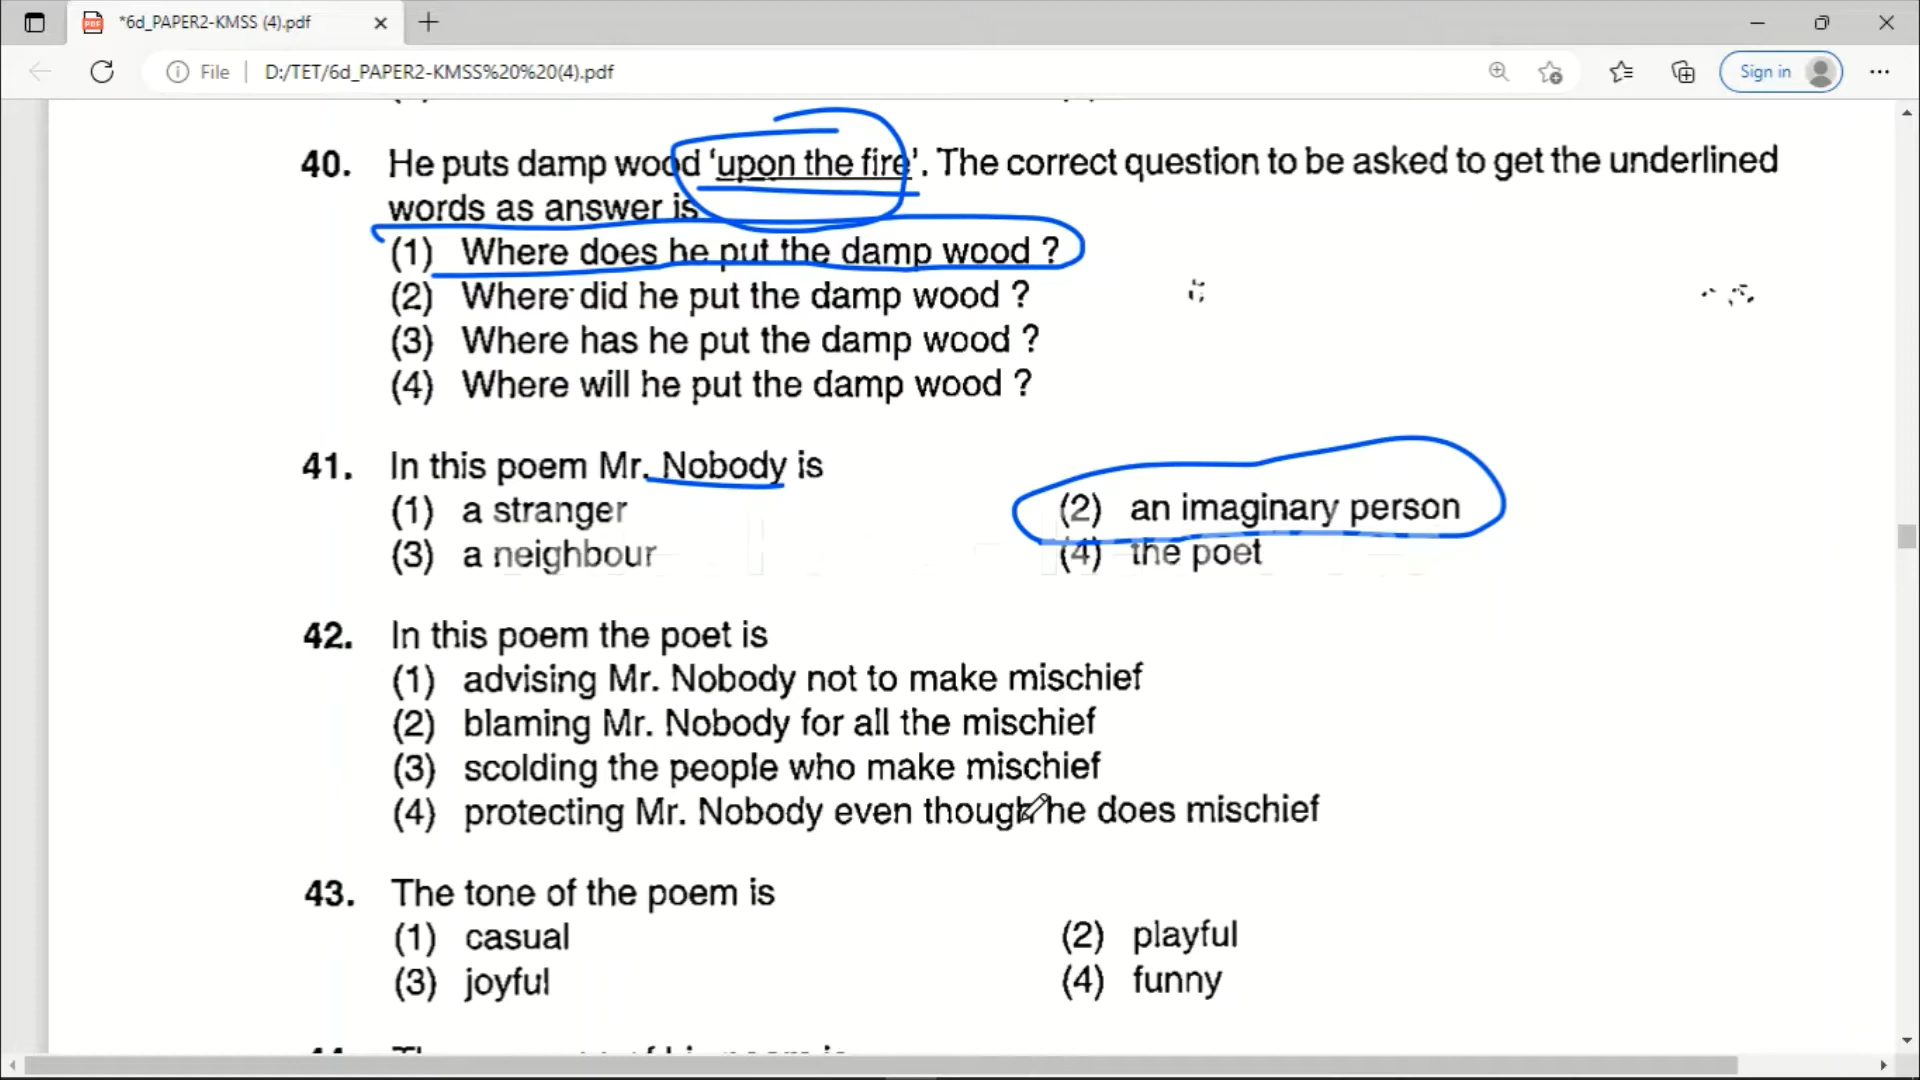 *6d_PAPER2-KMSS (4).pdf
File D:/TET/6d_PAPER2-KMSS%20%20(4).pdf Sign in
40. He puts damp wood ‘upon the fire’. The correct question to be asked to get the underlined
words as answer is
(1) Where does he put the damp wood ?
(2) Where did he put the damp wood ?
(3) Where has he put the damp wood ?
(4) Where will he put the damp wood ?
41. In this poem Mr. Nobody is
(1) a stranger (2) an imaginary person
(3) a neighbour (4) the poet
42. In this poem the poet is
(1) advising Mr. Nobody not to make mischief
(2) blaming Mr. Nobody for all the mischief
(3) scolding the people who make mischief
(4) protecting Mr. Nobody even though he does mischief
43. The tone of the poem is
(1) casual (2) playful
(3) joyful (4) funny